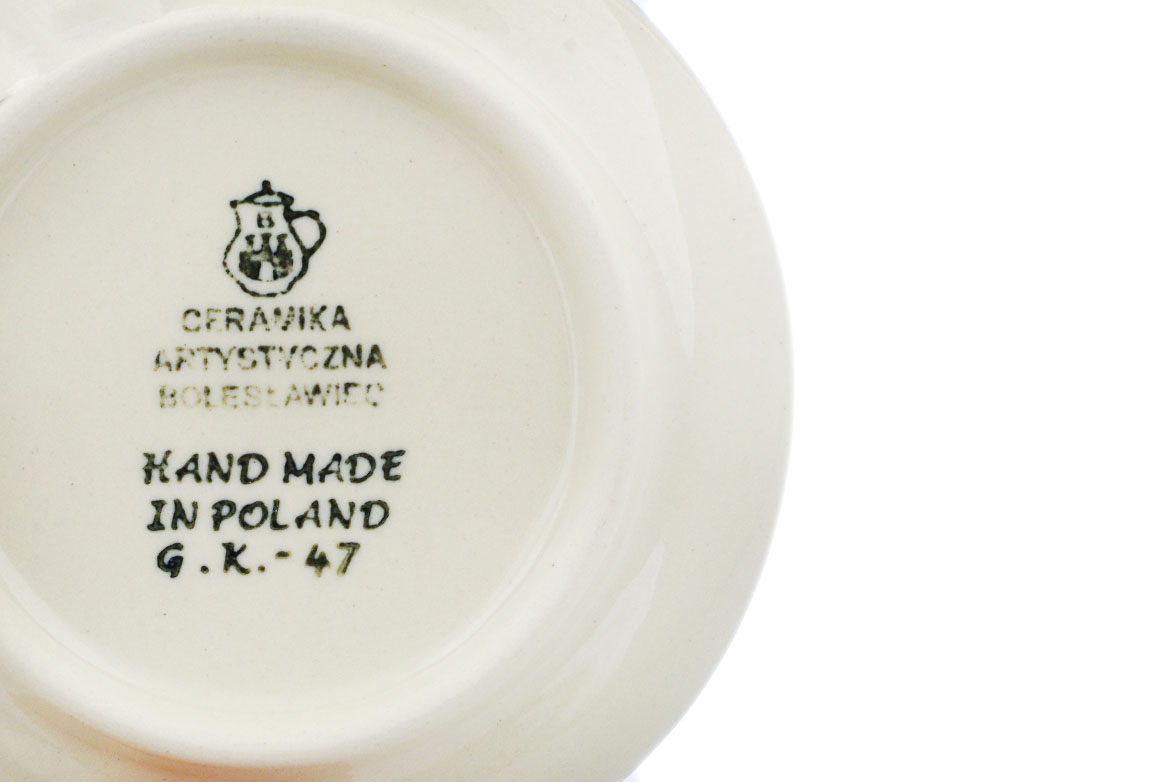 B
CERAMIKA
ARTYSTYCZNA
BOLESŁAWIEC
HAND MADE
IN POLAND
G.K.-47